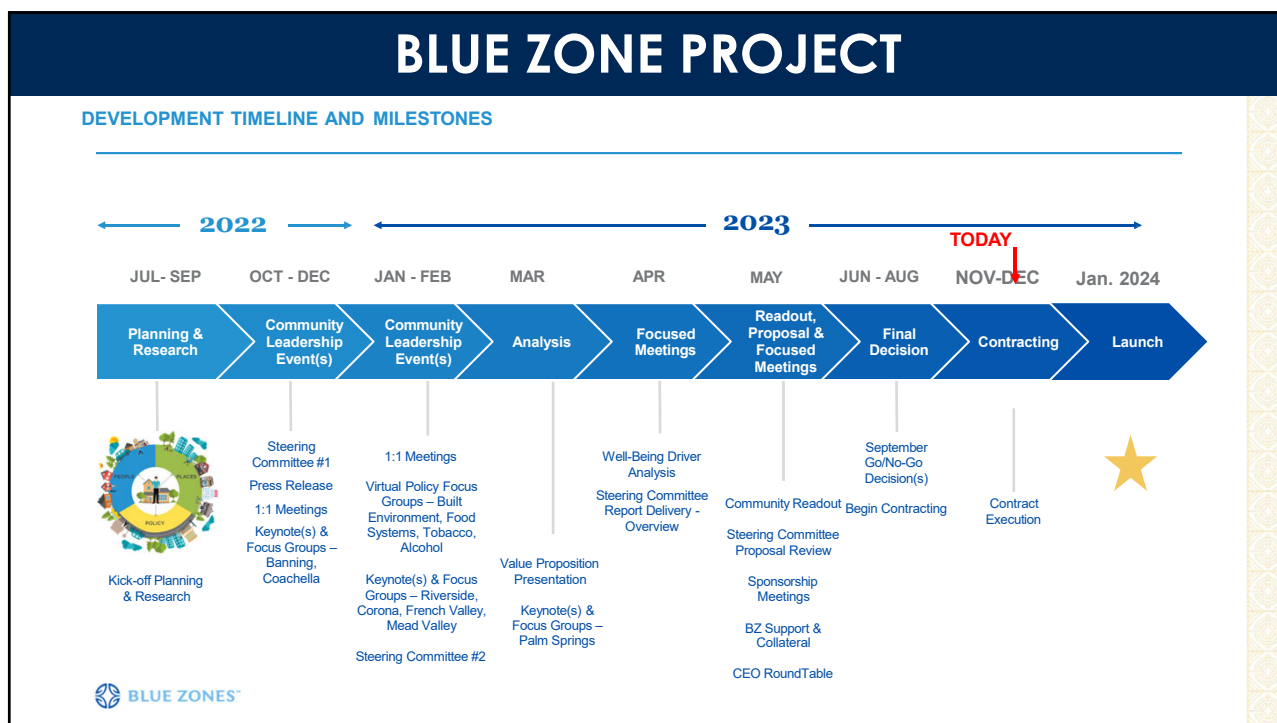 BLUE ZONE PROJECT
DEVELOPMENT TIMELINE AND MILESTONES
2022
2023
TODAY
JUL- SEP
OCT - DEC
JAN - FEB
MAR
APR
MAY
JUN - AUG
NOV-DEC
Jan. 2024
Planning &
Research
Community
Leadership
Event(s)
Community
Leadership
Event(s)
Analysis
Focused
Meetings
Readout,
Proposal &
Focused
Meetings
Final
Decision
Contracting
Launch
PEOPLE
PLACES
POLICY
Kick-off Planning
& Research
Steering
Committee #1
Press Release
1:1 Meetings
Keynote(s) &
Focus Groups –
Banning,
Coachella
1:1 Meetings
Virtual Policy Focus
Groups – Built
Environment, Food
Systems, Tobacco,
Alcohol
Keynote(s) & Focus
Groups – Riverside,
Corona, French Valley,
Mead Valley
Steering Committee #2
Value Proposition
Presentation
Keynote(s) &
Focus Groups –
Palm Springs
Well-Being Driver
Analysis
Steering Committee
Report Delivery -
Overview
Community Readout
Steering Committee
Proposal Review
Sponsorship
Meetings
BZ Support &
Collateral
CEO RoundTable
September
Go/No-Go
Decision(s)
Begin Contracting
Contract
Execution
BLUE ZONES™